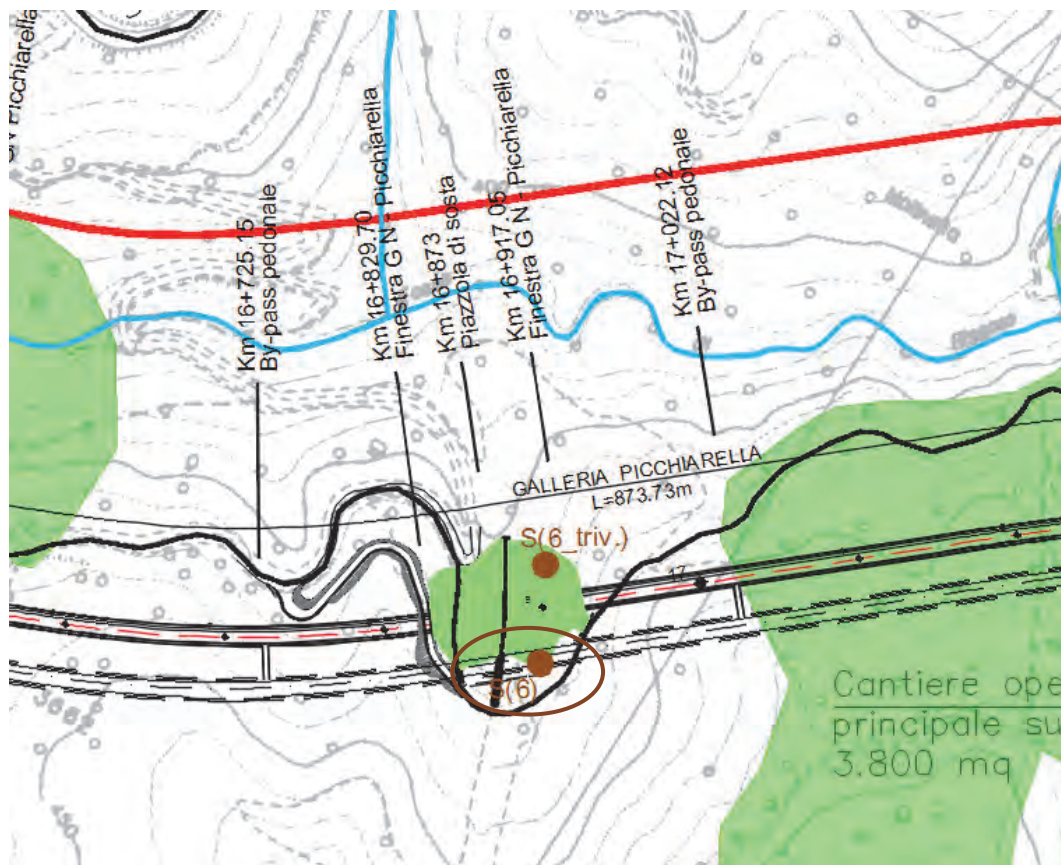 Picchiarella
Km 16+725.15
By-pass pedonale
Km 16+829.70
Finestra G N - Picchiarella
Km 16+873
Piazzola di sosta
Km 16+917.05
Finestra G N - Picchiarella
Km 17+022.12
By-pass pedonale
GALLERIA PICCHIARELLA
L=873.73m
S(6_triv.)
17
S(6)
Cantiere ope
principale su
3.800 mq